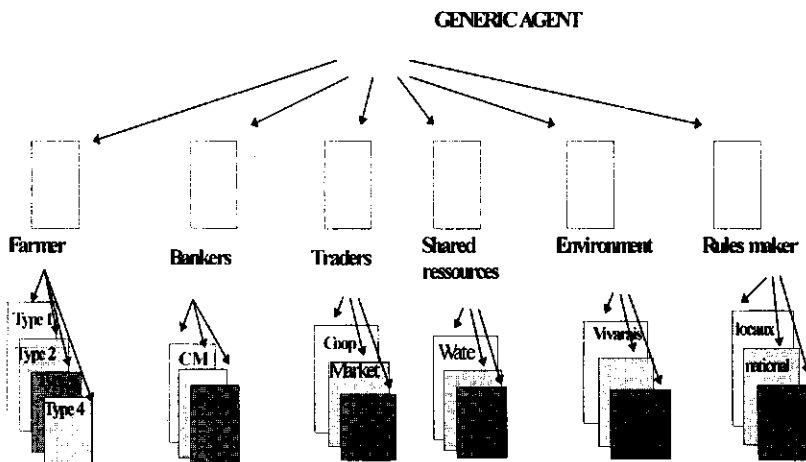 GENERIC AGENT
Farmer
Bankers
Traders
Shared
ressources
Environment
Rules maker
Type 1
Type 2
Type 4
CM
Coop
Market
Wate
Vivarais
locaux
national